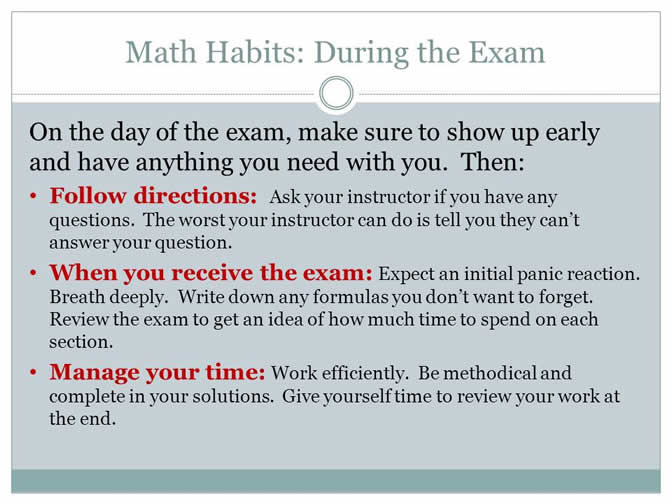 Math Habits: During the Exam
On the day of the exam, make sure to show up early
and have anything you need with you.  Then:
• Follow directions:  Ask your instructor if you have any
questions.  The worst your instructor can do is tell you they can’t
answer your question.
• When you receive the exam: Expect an initial panic reaction.
Breath deeply.  Write down any formulas you don’t want to forget.
Review the exam to get an idea of how much time to spend on each
section.
• Manage your time: Work efficiently.  Be methodical and
complete in your solutions.  Give yourself time to review your work at
the end.